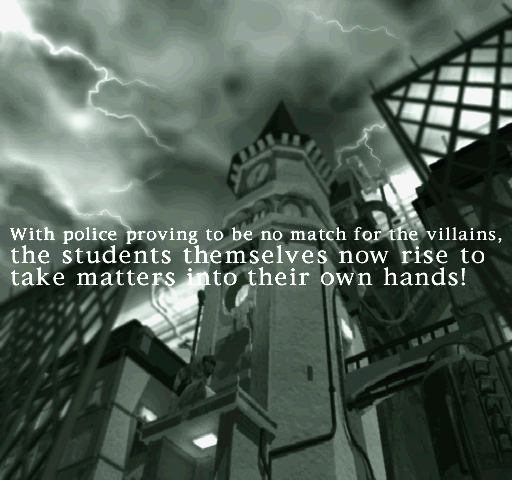 With police proving to be no match for the villains,
the students themselves now rise to
take matters into their own hands!